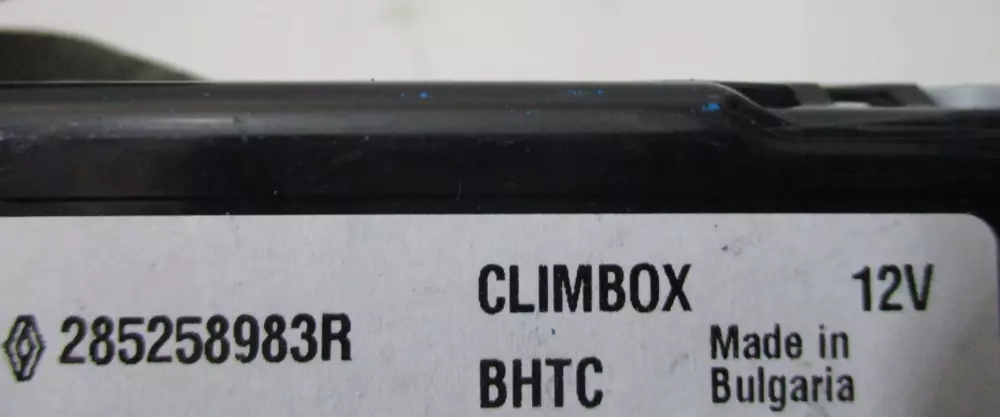 CLIMBOX 12V
285258983R
BHTC
Made in
Bulgaria